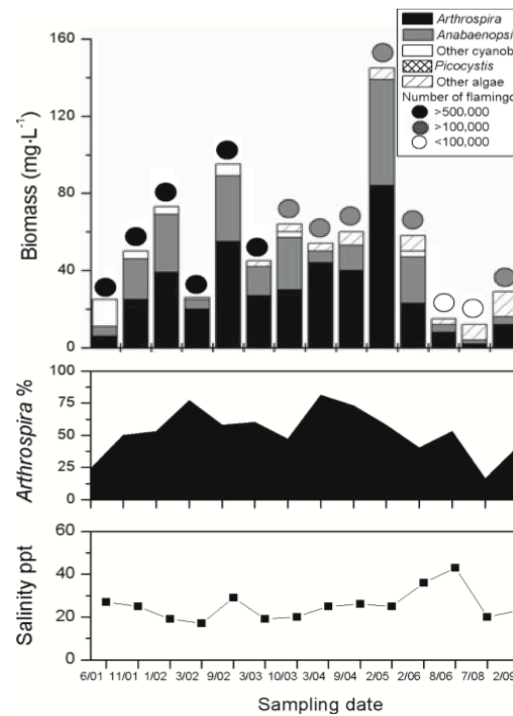 160
120
80
40
0
Biomass (mg·L⁻¹)
Arthrospira
Anabaenopsi
Other cyanob
Picocystis
Other algae
Number of flamingo
>500,000
>100,000
<100,000
100
75
50
25
0
Arthrospira %
60
40
20
0
Salinity ppt
6/01 11/01 1/02 3/02 9/02 3/03 10/03 3/04 9/04 2/05 2/06 8/06 7/08 2/09
Sampling date